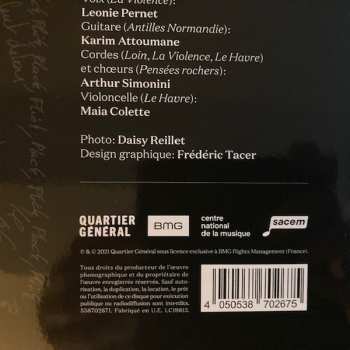 Voix (La Violence):
Leonie Pernet
Guitare (Antilles Normandie)
Karim Attoumane
Cordes (Loin, La Violence, Le Havre)
et chœurs (Pensées rochers):
Arthur Simonini
Violoncelle (Le Havre):
Maia Colette
Photo: Daisy Reillet
Design graphique: Frédéric Tacer
QUARTIER
GÉNÉRAL
BMG
centre
national
de la musique
sacem
℗ & © 2021 Quartier Général sous licence exclusive à BMG Rights Management (France).
Tous droits du producteur de l'œuvre
phonographique et du propriétaire de
l'œuvre enregistrée réservés. Sauf
autorisation, la duplication, la location, le prêt
ou l'utilisation de ce disque pour exécution
publique ou radiodiffusion sont interdits.
538702671. Fabriqué en U.E. LC19813.
4 050538 702675